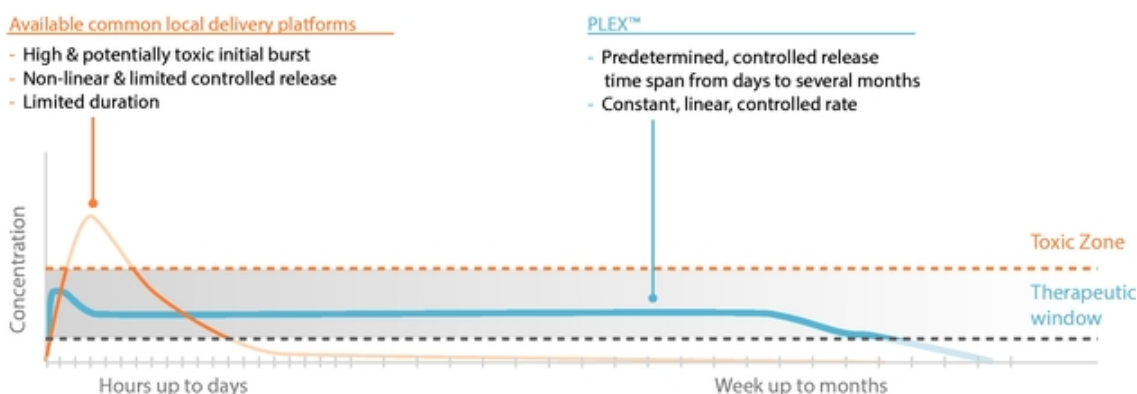 Available common local delivery platforms
- High & potentially toxic initial burst
- Non-linear & limited controlled release
- Limited duration
PLEX™
- Predetermined, controlled release
time span from days to several months
- Constant, linear, controlled rate
Concentration
Toxic Zone
Therapeutic
window
Hours up to days
Week up to months